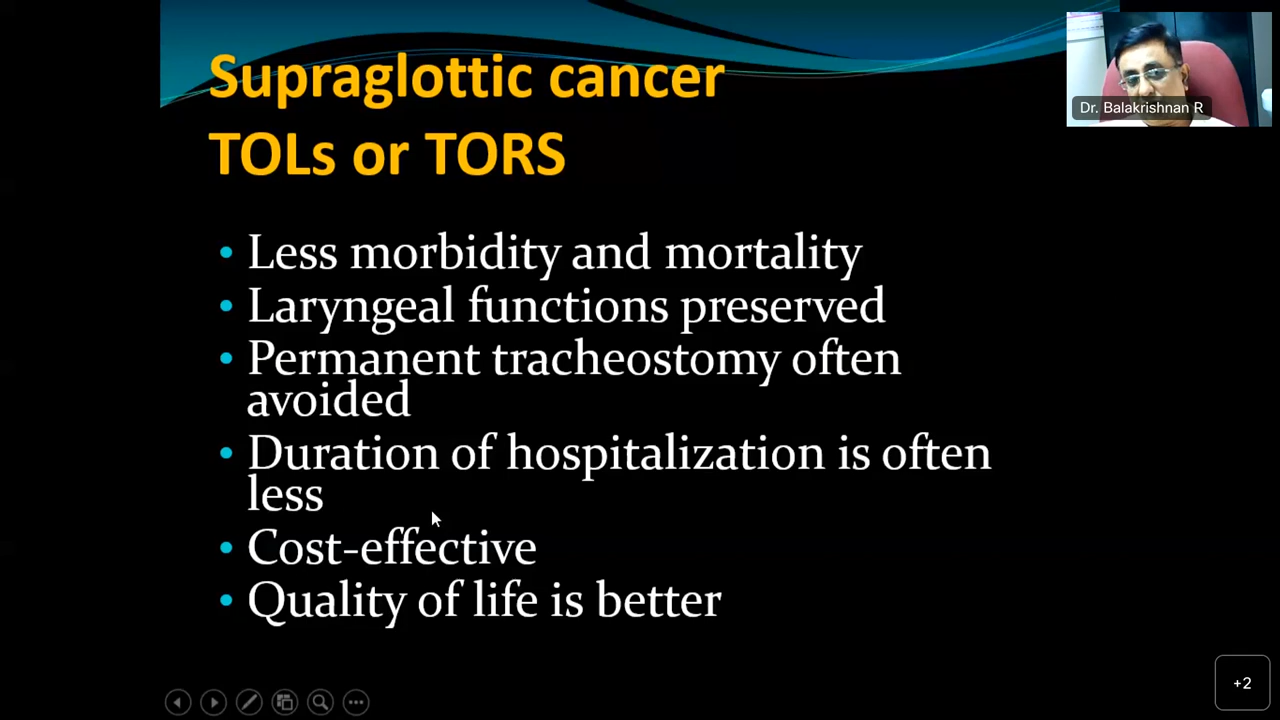 Supraglottic cancer
TOLs or TORS
• Less morbidity and mortality
• Laryngeal functions preserved
• Permanent tracheostomy often
avoided
• Duration of hospitalization is often
less
• Cost-effective
• Quality of life is better
Dr. Balakrishnan R
+2